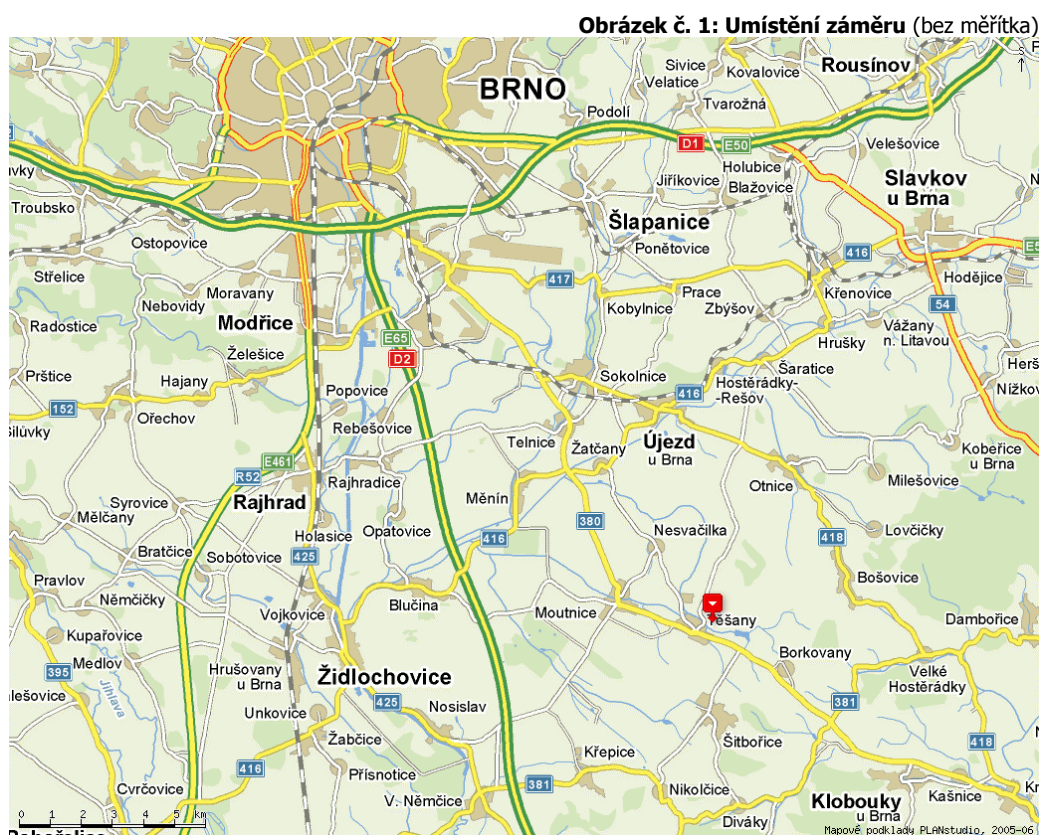 Obrázek č. 1: Umístění záměru (bez měřítka)
S
BRNO
Sivice
Velatice
Kovalovice
Rousínov
Podolí
Tvarožná
D1
E50
Holubice
Velešovice
Jiříkovice
Blažovice
Slavkov
u Brna
Troubsko
Šlapanice
Ostopovice
Ponětovice
416
Střelice
417
Hodějice
Nebovidy
Moravany
Prace
Kobylnice
Zbýšov
Křenovice
54
Radostice
Modřice
Vážany
n. Litavou
E65
D2
Hrušky
Želešice
Šaratice
Prštice
Hajany
Popovice
Sokolnice
Hostěrádky-
-Rešov
416
152
Ořechov
Rebešovice
Telnice
Žatčany
Újezd
u Brna
Kobeřice
u Brna
E461
R52
Rajhradice
Rajhrad
Měnín
Otnice
Milešovice
Syrovice
Mělčany
380
Holasice
Opatovice
416
Nesvačilka
418
Lovčičky
Bratčice
Sobotovice
425
Pravlov
Němčičky
Bošovice
Vojkovice
Blučina
Moutnice
Těšany
Dambořice
Kupařovice
Medlov
Hrušovany
u Brna
Borkovany
395
Židlochovice
Velké
Hostěrádky
Jihlava
425
381
Unkovice
Nosislav
Žabčice
Šitbořice
418
416
Přísnotice
Křepice
Cvrčovice
381
Nikolčice
V. Němčice
Klobouky
u Brna
Kašnice
Diváky
0 1 2 3 4 5 km
Mapové podklady PLANstudio, 2005-06